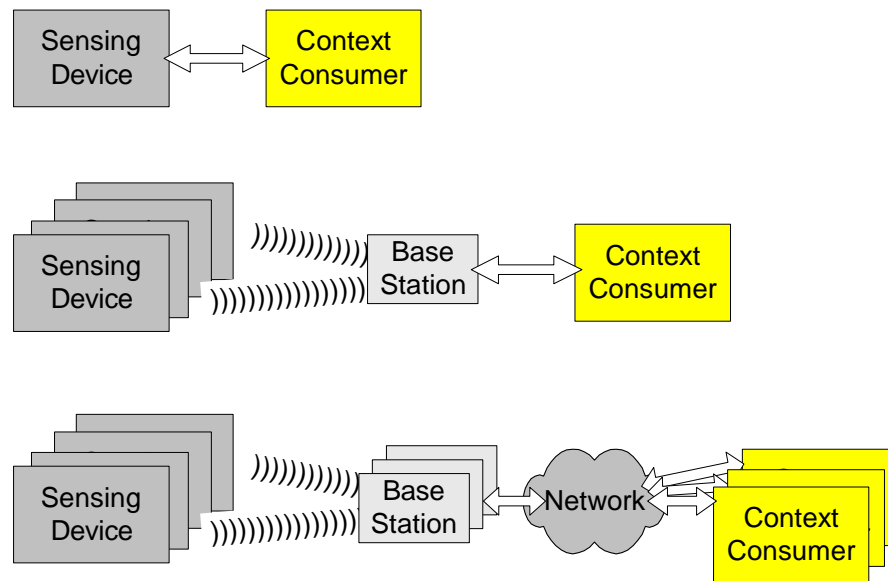 Sensing
Device
Context
Consumer
Sensing
Device
Base
Station
Context
Consumer
Sensing
Device
Base
Station
Network
Context
Consumer